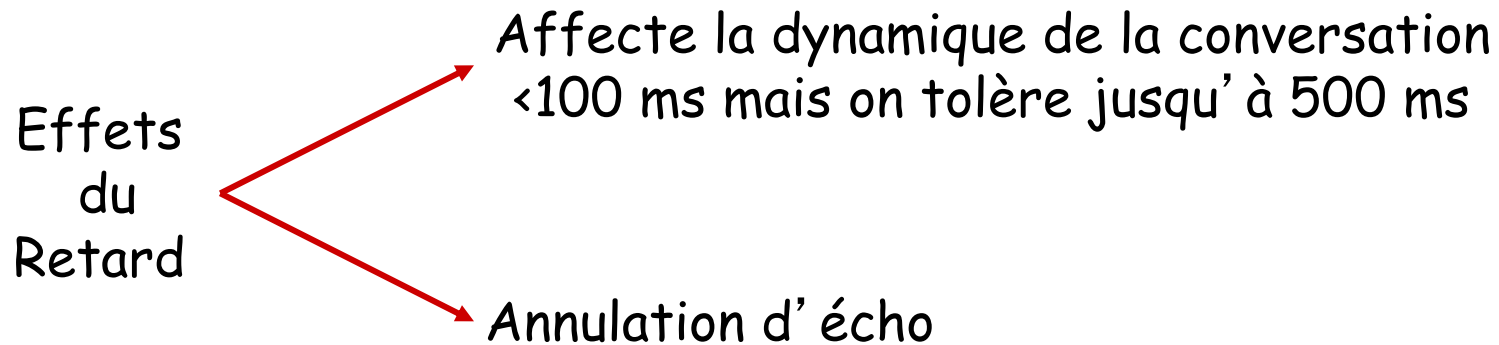 Effets
du
Retard
Affecte la dynamique de la conversation
<100 ms mais on tolère jusqu’à 500 ms
Annulation d’écho